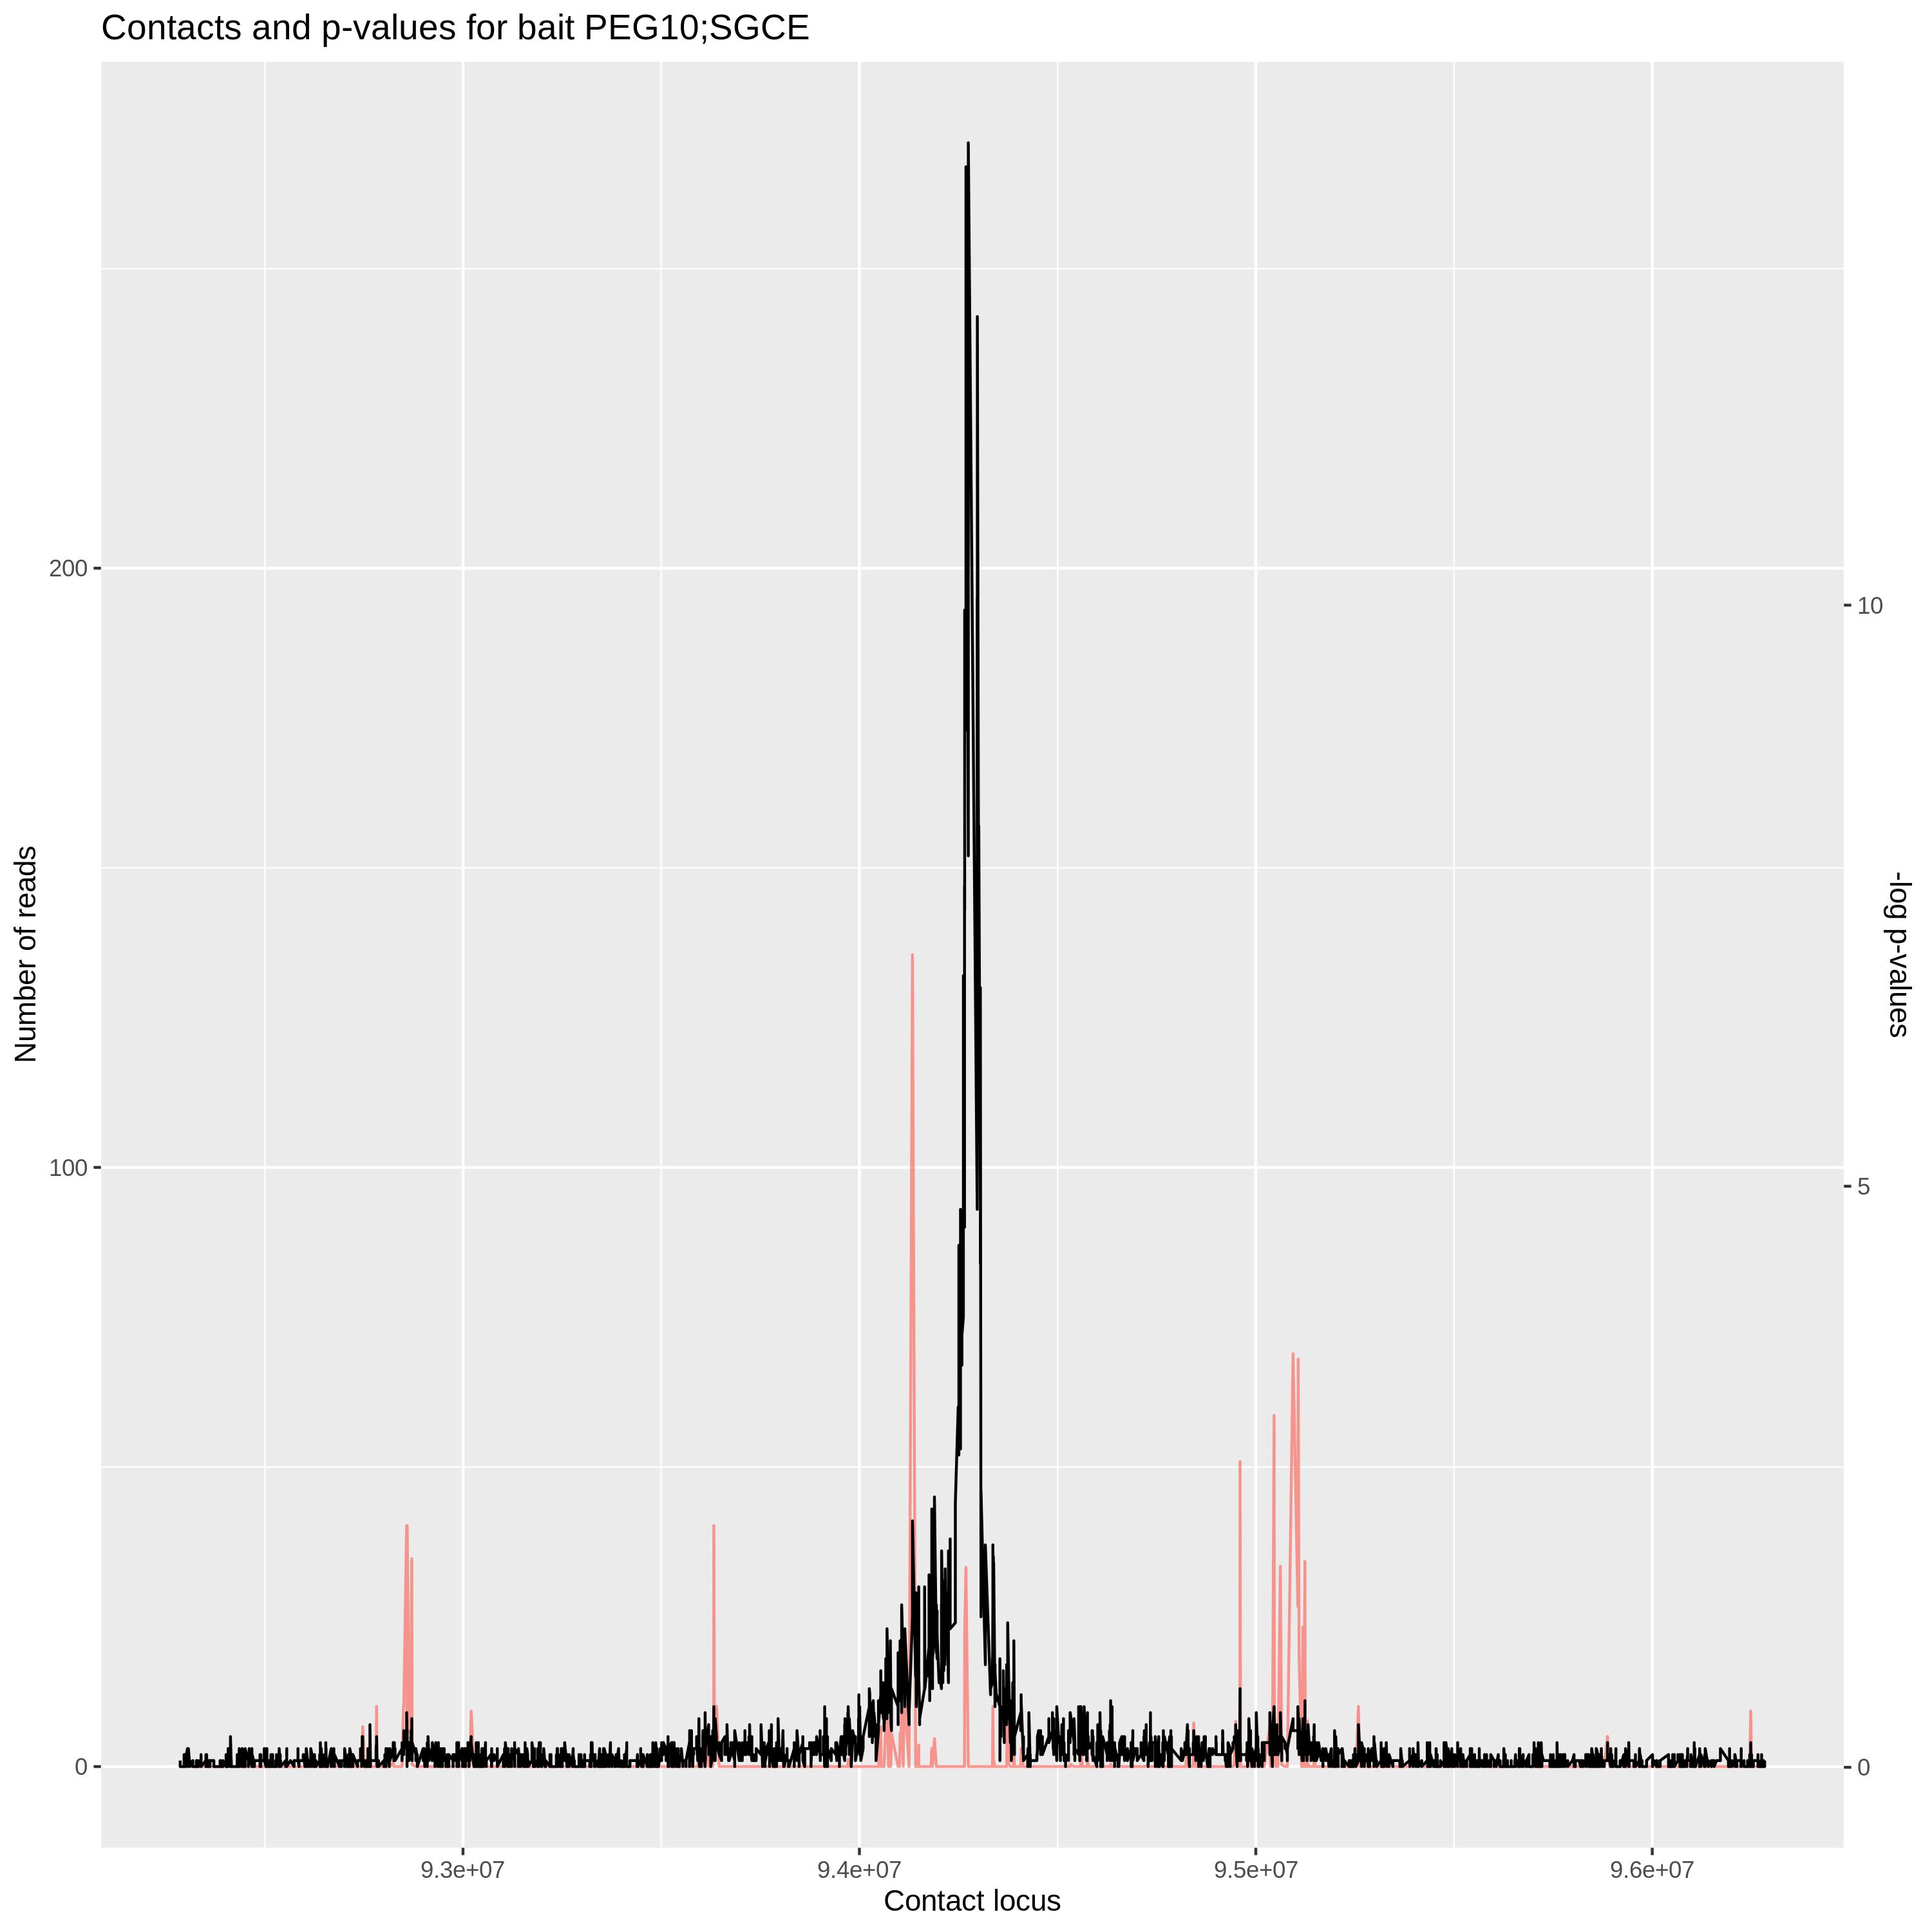 Contacts and p-values for bait PEG10;SGCE
Number of reads
200
100
0
10
5
0
-log p-values
9.3e+07
9.4e+07
9.5e+07
9.6e+07
Contact locus